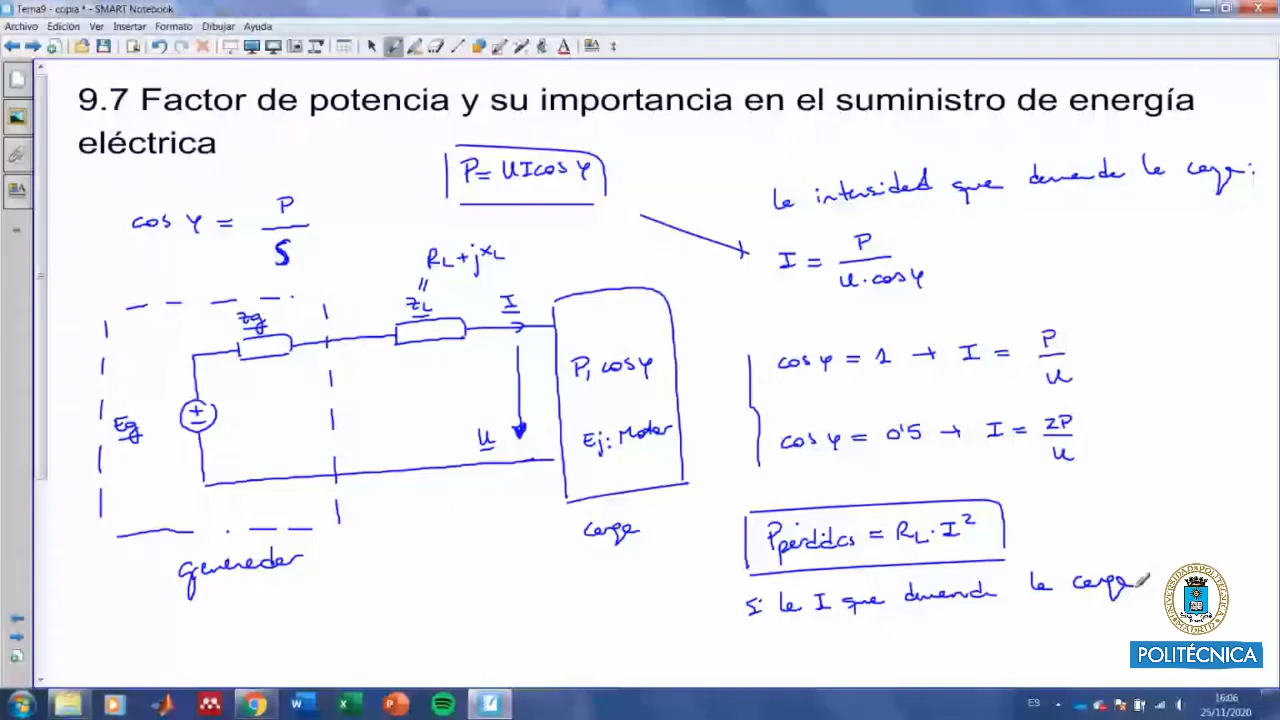 Tema9 - copia * - SMART Notebook
Archivo Edición Ver Insertar Formato Dibujar Ayuda
9.7 Factor de potencia y su importancia en el suministro de energía
eléctrica
P = UI cos φ
cos φ = P / S
la intensidad que demanda la carga:
I = P / U · cos φ
RL + jXL
"
ZL
I
Zg
Eg
U
P, cos φ
Ej: Motor
generador
carga
cos φ = 1 → I = P / U
cos φ = 0'5 → I = 2P / U
Ppérdidas = RL · I²
Si la I que demanda la carga
POLITÉCNICA
ES
16:06
25/11/2020